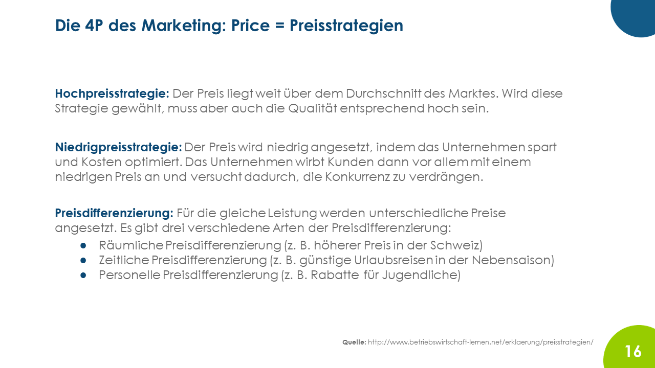 Die 4P des Marketing: Price = Preisstrategien
Hochpreisstrategie: Der Preis liegt weit über dem Durchschnitt des Marktes. Wird diese
Strategie gewählt, muss aber auch die Qualität entsprechend hoch sein.
Niedrigpreisstrategie: Der Preis wird niedrig angesetzt, indem das Unternehmen spart
und Kosten optimiert. Das Unternehmen wirbt Kunden dann vor allem mit einem
niedrigen Preis an und versucht dadurch, die Konkurrenz zu verdrängen.
Preisdifferenzierung: Für die gleiche Leistung werden unterschiedliche Preise
angesetzt. Es gibt drei verschiedene Arten der Preisdifferenzierung:
● Räumliche Preisdifferenzierung (z. B. höherer Preis in der Schweiz)
● Zeitliche Preisdifferenzierung (z. B. günstige Urlaubsreisen in der Nebensaison)
● Personelle Preisdifferenzierung (z. B. Rabatte für Jugendliche)
Quelle: http://www.betriebswirtschaft-lernen.net/erklaerung/preisstrategien/
16